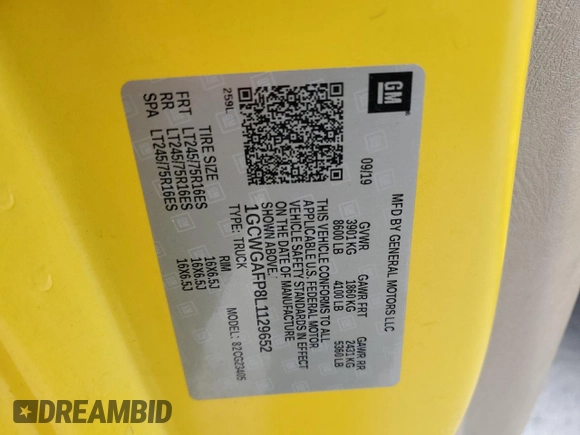 GM
MFD BY GENERAL MOTORS LLC
09/19 GVWR GAWR FRT GAWR RR
3901 KG 1860 KG 2431 KG
8600 LB 4100 LB 5360 LB
THIS VEHICLE CONFORMS TO ALL
APPLICABLE U.S. FEDERAL MOTOR
VEHICLE SAFETY STANDARDS IN EFFECT
ON THE DATE OF MANUFACTURE
SHOWN ABOVE.
1GCWGAFP8L1129652
TYPE: TRUCK MODEL: 82CG23405
259L
TIRE SIZE RIM
FRT LT245/75R16ES 16X6.5J
RR LT245/75R16ES 16X6.5J
SPA LT245/75R16ES 16X6.5J
DREAMBID